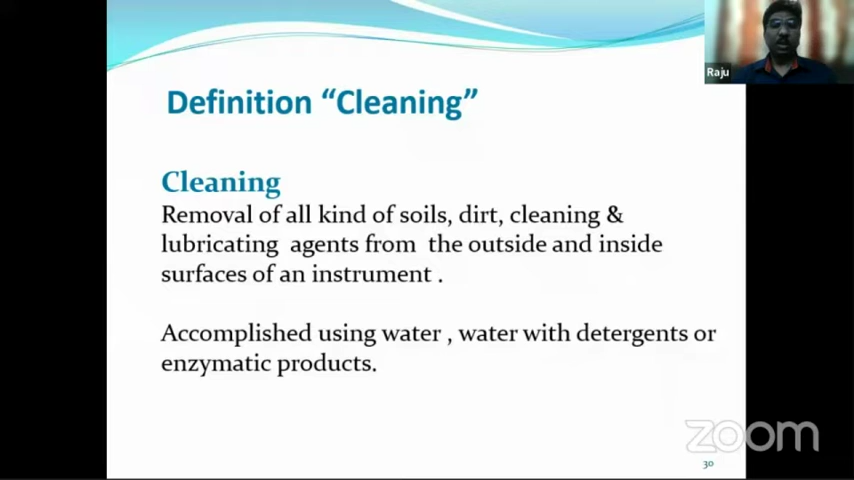 Raju
Definition “Cleaning”
Cleaning
Removal of all kind of soils, dirt, cleaning &
lubricating agents from the outside and inside
surfaces of an instrument .
Accomplished using water , water with detergents or
enzymatic products.
zoom
30